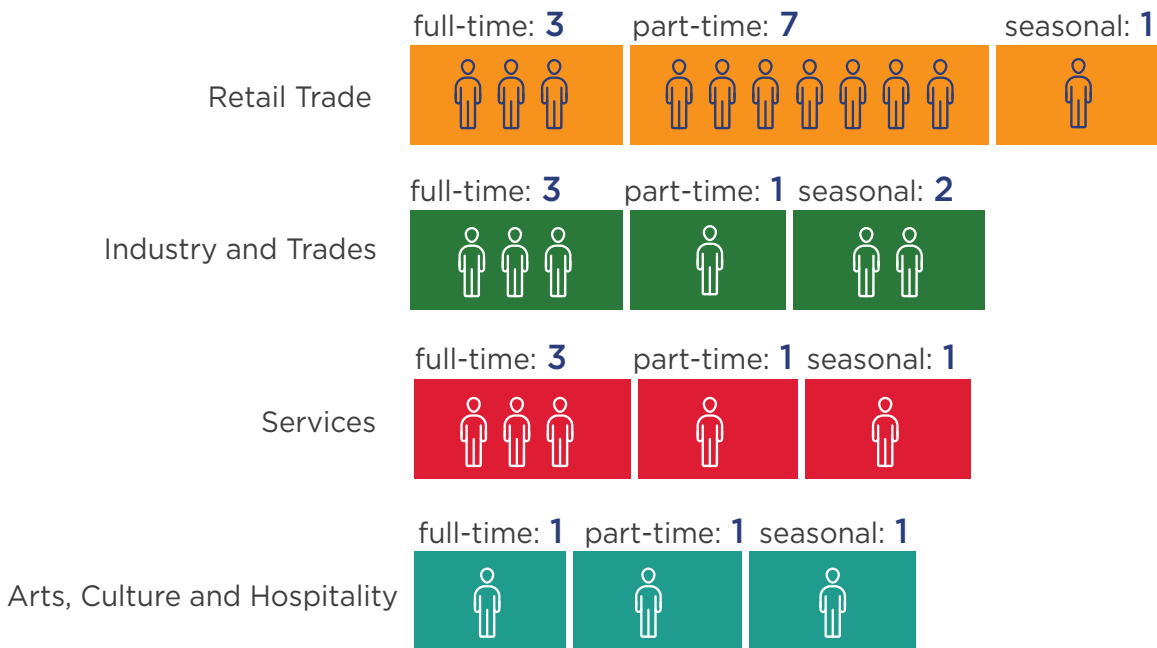 full-time: 3 part-time: 7 seasonal: 1
Retail Trade
full-time: 3 part-time: 1 seasonal: 2
Industry and Trades
full-time: 3 part-time: 1 seasonal: 1
Services
full-time: 1 part-time: 1 seasonal: 1
Arts, Culture and Hospitality